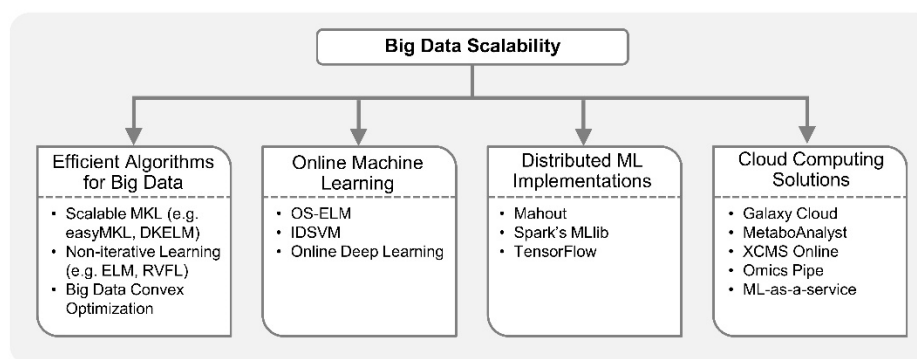 Big Data Scalability
Efficient Algorithms
for Big Data
• Scalable MKL (e.g.
easyMKL, DKELM)
• Non-iterative Learning
(e.g. ELM, RVFL)
• Big Data Convex
Optimization
Online Machine
Learning
• OS-ELM
• IDSVM
• Online Deep Learning
Distributed ML
Implementations
• Mahout
• Spark's MLlib
• TensorFlow
Cloud Computing
Solutions
• Galaxy Cloud
• MetaboAnalyst
• XCMS Online
• Omics Pipe
• ML-as-a-service